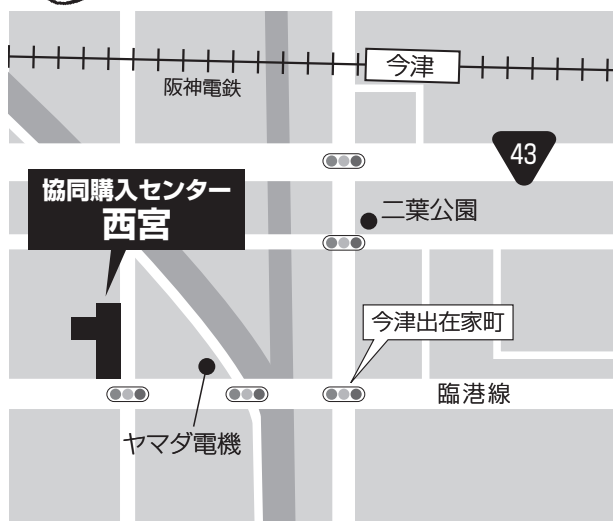 今津
阪神電鉄
43
協同購入センター
西宮
二葉公園
今津出在家町
臨港線
ヤマダ電機